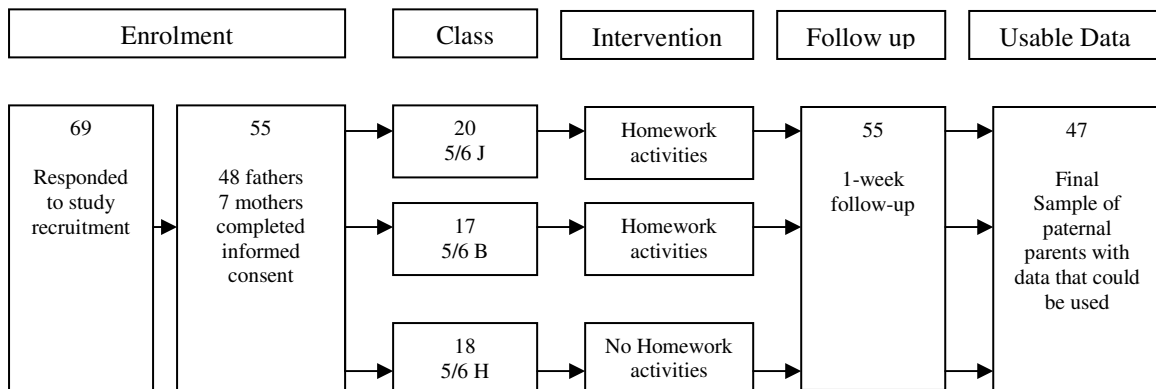 Enrolment
Class
Intervention
Follow up
Usable Data
69
Responded
to study
recruitment
55
48 fathers
7 mothers
completed
informed
consent
20
5/6 J
17
5/6 B
18
5/6 H
Homework
activities
Homework
activities
No Homework
activities
55
1-week
follow-up
47
Final
Sample of
paternal
parents with
data that could
be used